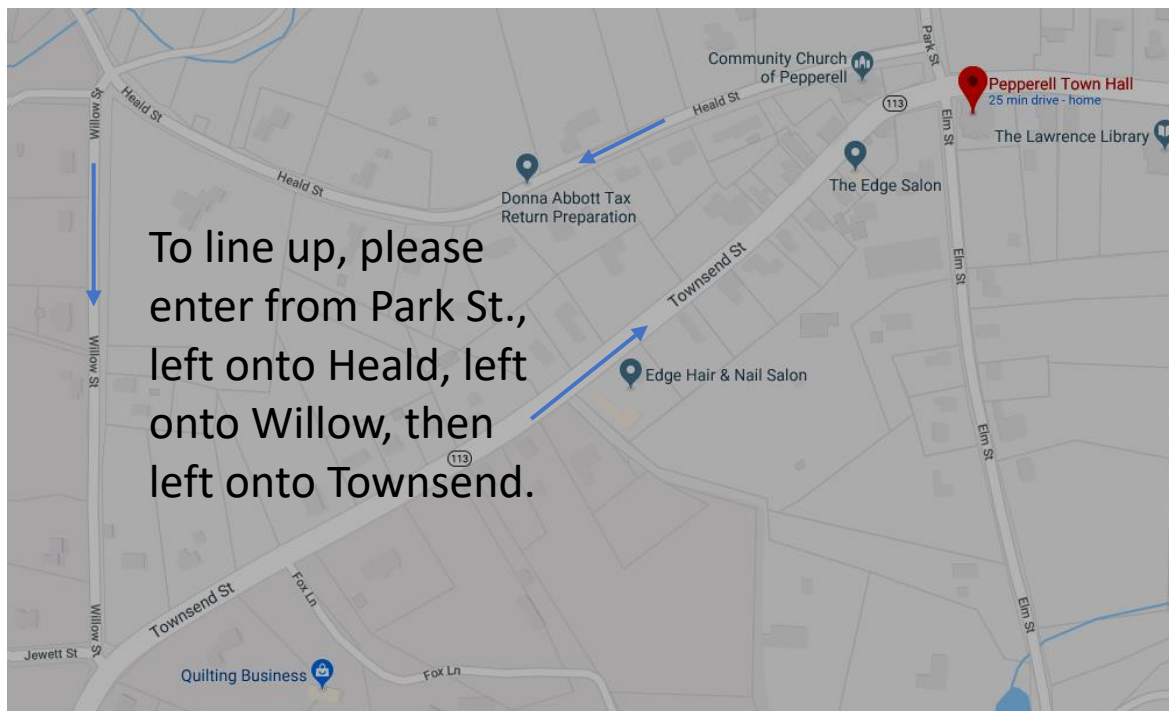 Park St
Community Church
of Pepperell
Pepperell Town Hall
25 min drive - home
113
Heald St
Willow St
Heald St
Elm St
The Lawrence Library
Heald St
Donna Abbott Tax
Return Preparation
The Edge Salon
To line up, please
enter from Park St.,
left onto Heald, left
onto Willow, then
left onto Townsend.
Townsend St
Elm St
Willow St
Edge Hair & Nail Salon
Elm St
113
Townsend St
Fox Ln
Elm St
Willow St
Jewett St
Quilting Business
Fox Ln